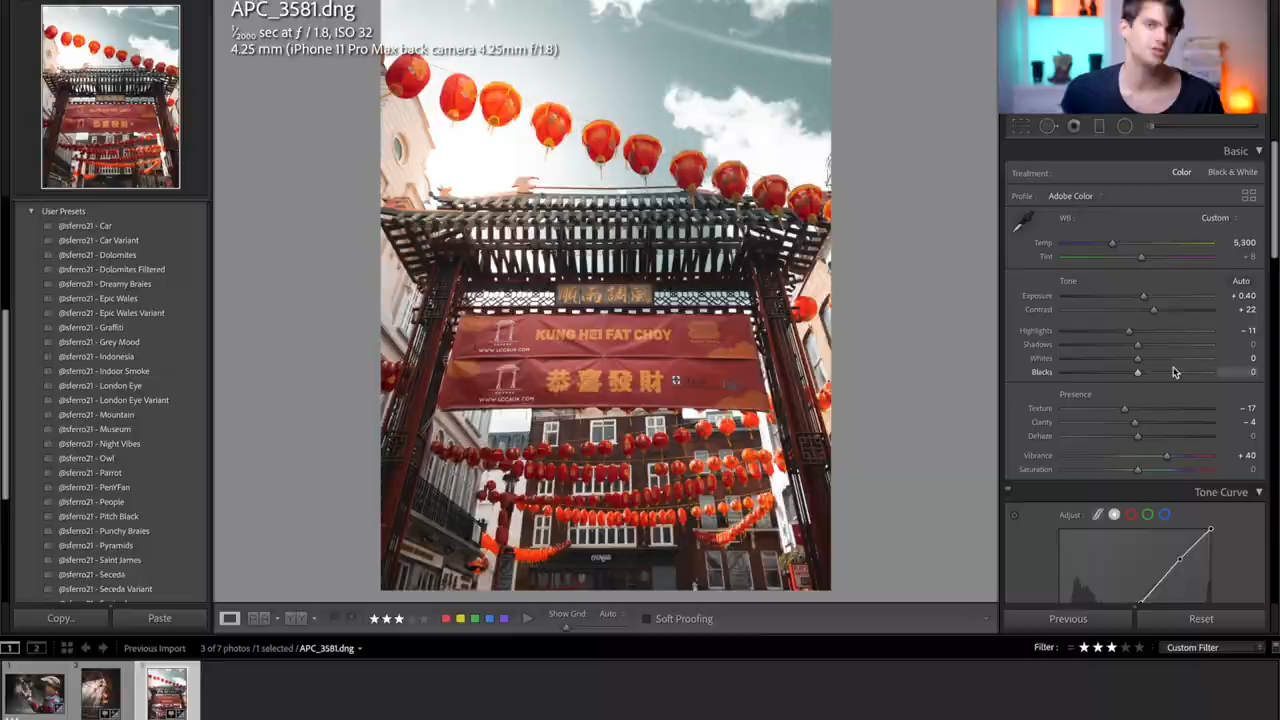 APC_3581.dng
1/2000 sec at ƒ / 1.8, ISO 32
4.25 mm (iPhone 11 Pro Max back camera 4.25mm f/1.8)
User Presets
@sferro21 - Car
@sferro21 - Car Variant
@sferro21 - Dolomites
@sferro21 - Dolomites Filtered
@sferro21 - Dreamy Braies
@sferro21 - Epic Wales
@sferro21 - Epic Wales Variant
@sferro21 - Graffiti
@sferro21 - Grey Mood
@sferro21 - Indonesia
@sferro21 - Indoor Smoke
@sferro21 - London Eye
@sferro21 - London Eye Variant
@sferro21 - Mountain
@sferro21 - Museum
@sferro21 - Night Vibes
@sferro21 - Owl
@sferro21 - Parrot
@sferro21 - PenYFan
@sferro21 - People
@sferro21 - Pitch Black
@sferro21 - Punchy Braies
@sferro21 - Pyramids
@sferro21 - Saint James
@sferro21 - Seceda
@sferro21 - Seceda Variant
Copy...
Paste
KUNG HEI FAT CHOY
WWW.LCCAUK.COM
恭喜發財
WWW.LCCAUK.COM
Basic
Treatment: Color Black & White
Profile: Adobe Color
WB: Custom
Temp 5,300
Tint + 8
Tone Auto
Exposure + 0.40
Contrast + 22
Highlights − 11
Shadows 0
Whites 0
Blacks 0
Presence
Texture − 17
Clarity − 4
Dehaze 0
Vibrance + 40
Saturation 0
Tone Curve
Adjust:
Previous
Reset
Show Grid: Auto
Soft Proofing
1 2 Previous Import 3 of 7 photos /1 selected / APC_3581.dng
Filter: Custom Filter
1
2